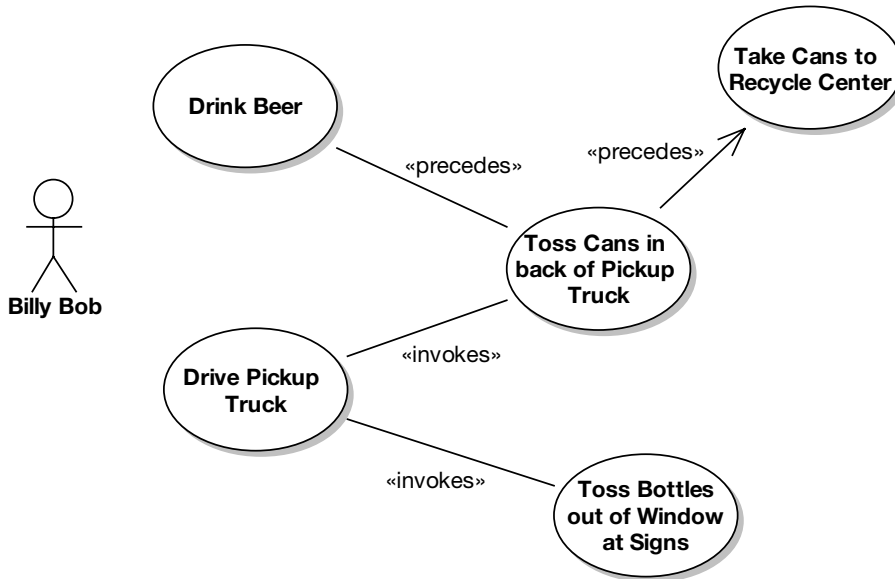 Take Cans to
Recycle Center
Drink Beer
«precedes»
«precedes»
Toss Cans in
back of Pickup
Truck
Billy Bob
«invokes»
Drive Pickup
Truck
«invokes»
Toss Bottles
out of Window
at Signs